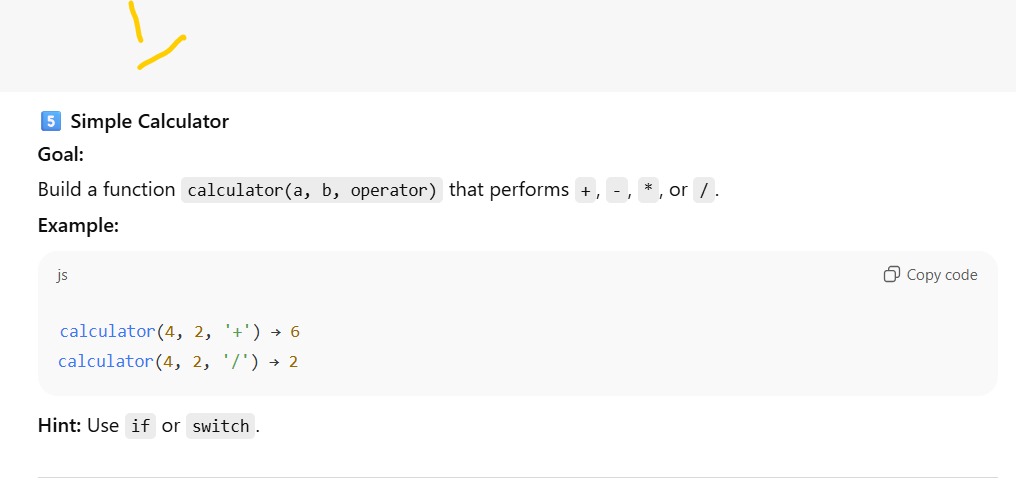 5 Simple Calculator
Goal:
Build a function calculator(a, b, operator) that performs +, -, *, or /.
Example:
js
Copy code
calculator(4, 2, '+') → 6
calculator(4, 2, '/') → 2
Hint: Use if or switch.